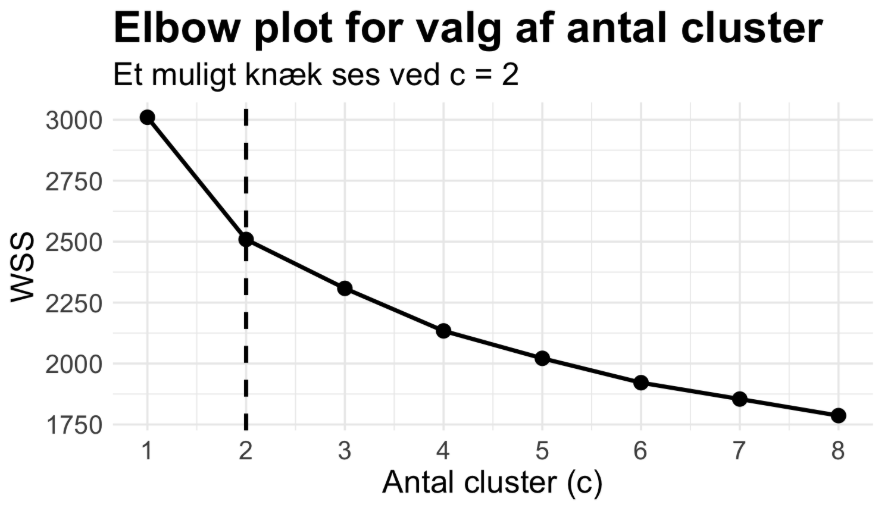 Elbow plot for valg af antal cluster
Et muligt knæk ses ved c = 2
WSS
3000
2750
2500
2250
2000
1750
1 2 3 4 5 6 7 8
Antal cluster (c)